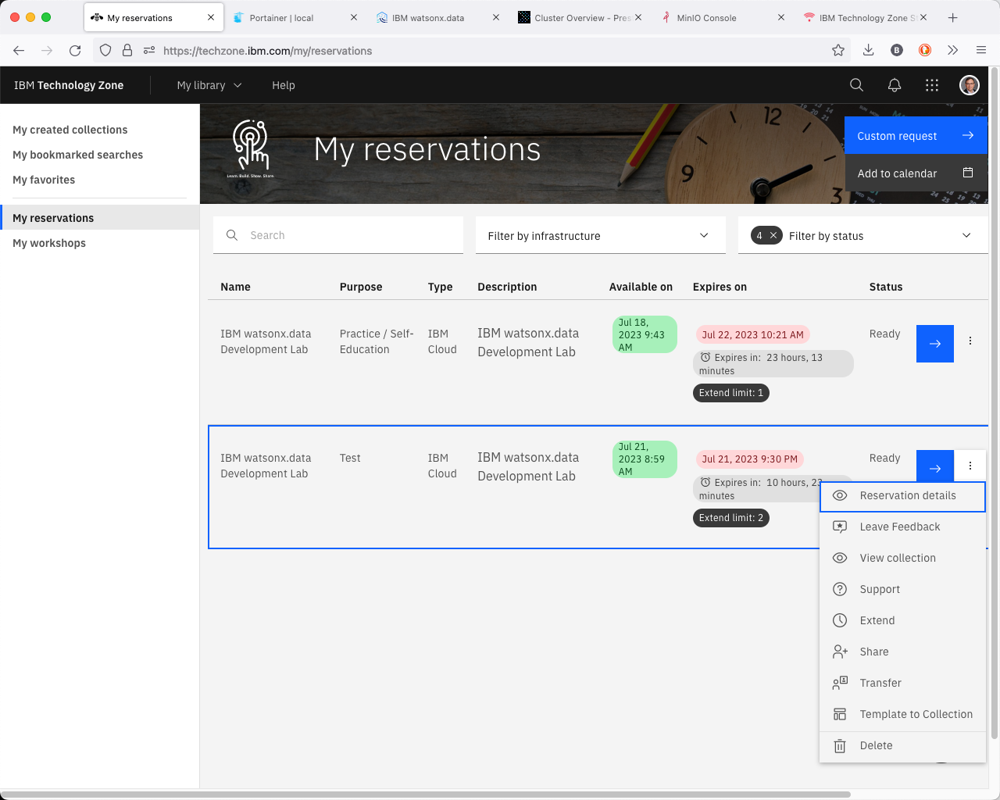 My reservations
Portainer | local
IBM watsonx.data
Cluster Overview - Pres
MinIO Console
IBM Technology Zone S
https://techzone.ibm.com/my/reservations
B
IBM Technology Zone
My library
Help
My created collections
My bookmarked searches
My favorites
My reservations
My workshops
Learn. Build. Show. Share.
My reservations
12
9
3
Custom request
Add to calendar
Search
Filter by infrastructure
4
Filter by status
Name Purpose Type Description Available on Expires on Status
IBM watsonx.data
Development Lab
Practice / Self-
Education
IBM
Cloud
IBM watsonx.data
Development Lab
Jul 18,
2023 9:43
AM
Jul 22, 2023 10:21 AM
Expires in: 23 hours, 13
minutes
Extend limit: 1
Ready
IBM watsonx.data
Development Lab
Test
IBM
Cloud
IBM watsonx.data
Development Lab
Jul 21,
2023 8:59
AM
Jul 21, 2023 9:30 PM
Expires in: 10 hours, 23
minutes
Extend limit: 2
Ready
Reservation details
Leave Feedback
View collection
Support
Extend
Share
Transfer
Template to Collection
Delete